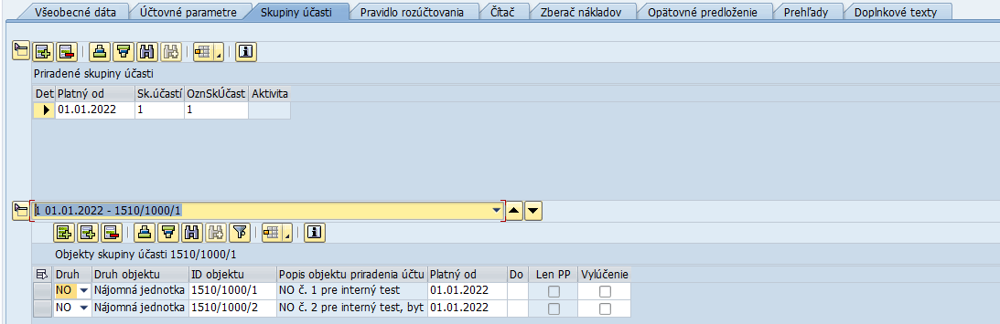 Všeobecné dáta Účtovné parametre Skupiny účasti Pravidlo rozúčtovania Čítač Zberač nákladov Opätovné predloženie Prehľady Doplnkové texty
Priradené skupiny účasti
Det Platný od Sk.účastí OznSkÚčast Aktivita
01.01.2022 1 1
1 01.01.2022 - 1510/1000/1
Objekty skupiny účasti 1510/1000/1
Druh Druh objektu ID objektu Popis objektu priradenia účtu Platný od Do Len PP Vylúčenie
NO Nájomná jednotka 1510/1000/1 NO č. 1 pre interný test 01.01.2022
NO Nájomná jednotka 1510/1000/2 NO č. 2 pre interný test, byt 01.01.2022